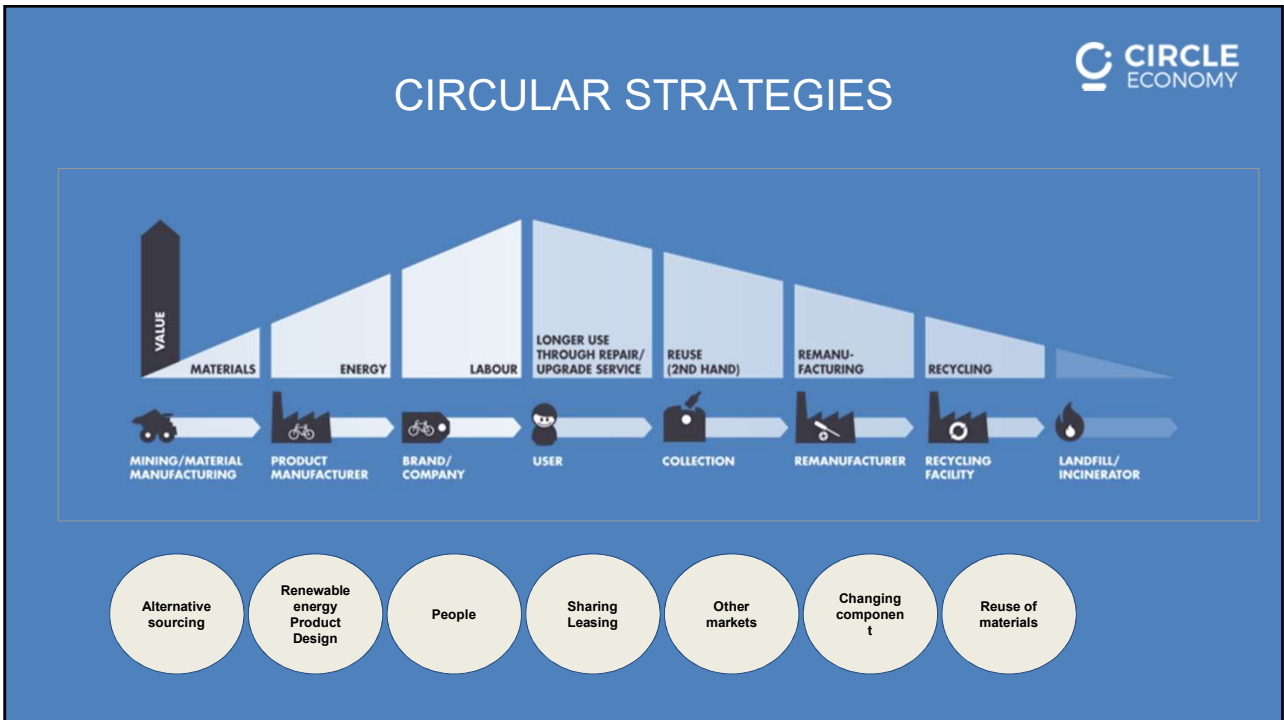 CIRCULAR STRATEGIES
CIRCLE
ECONOMY
VALUE
MATERIALS
ENERGY
LABOUR
LONGER USE
THROUGH REPAIR/
UPGRADE SERVICE
REUSE
(2ND HAND)
REMANU-
FACTURING
RECYCLING
MINING/MATERIAL
MANUFACTURING
PRODUCT
MANUFACTURER
BRAND/
COMPANY
USER
COLLECTION
REMANUFACTURER
RECYCLING
FACILITY
LANDFILL/
INCINERATOR
Alternative
sourcing
Renewable
energy
Product
Design
People
Sharing
Leasing
Other
markets
Changing
componen
t
Reuse of
materials